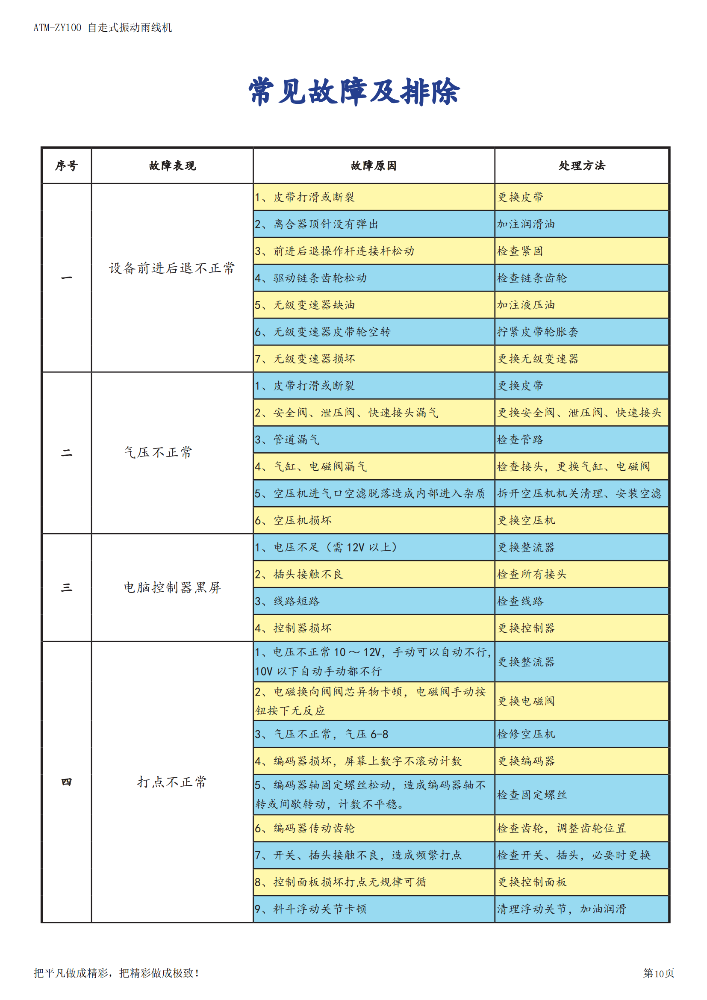 ATM-ZY100 自走式振动雨线机
常见故障及排除
序号 故障表现 故障原因 处理方法
一 设备前进后退不正常
1、皮带打滑或断裂 更换皮带
2、离合器顶针没有弹出 加注润滑油
3、前进后退操作杆连接杆松动 检查紧固
4、驱动链条齿轮松动 检查链条齿轮
5、无级变速器缺油 加注液压油
6、无级变速器皮带轮空转 拧紧皮带轮胀套
7、无级变速器损坏 更换无级变速器
二 气压不正常
1、皮带打滑或断裂 更换皮带
2、安全阀、泄压阀、快速接头漏气 更换安全阀、泄压阀、快速接头
3、管道漏气 检查管路
4、气缸、电磁阀漏气 检查接头，更换气缸、电磁阀
5、空压机进气口空滤脱落造成内部进入杂质 拆开空压机机关清理、安装空滤
6、空压机损坏 更换空压机
三 电脑控制器黑屏
1、电压不足（需 12V 以上） 更换整流器
2、插头接触不良 检查所有接头
3、线路短路 检查线路
4、控制器损坏 更换控制器
四 打点不正常
1、电压不正常 10～12V，手动可以自动不行，
10V 以下自动手动都不行
更换整流器
2、电磁换向阀阀芯异物卡顿，电磁阀手动按
钮按下无反应
更换电磁阀
3、气压不正常，气压 6-8 检修空压机
4、编码器损坏，屏幕上数字不滚动计数 更换编码器
5、编码器轴固定螺丝松动，造成编码器轴不
转或间歇转动，计数不平稳。
检查固定螺丝
6、编码器传动齿轮 检查齿轮，调整齿轮位置
7、开关、插头接触不良，造成频繁打点 检查开关、插头，必要时更换
8、控制面板损坏打点无规律可循 更换控制面板
9、料斗浮动关节卡顿 清理浮动关节，加油润滑
把平凡做成精彩，把精彩做成极致！
第10页